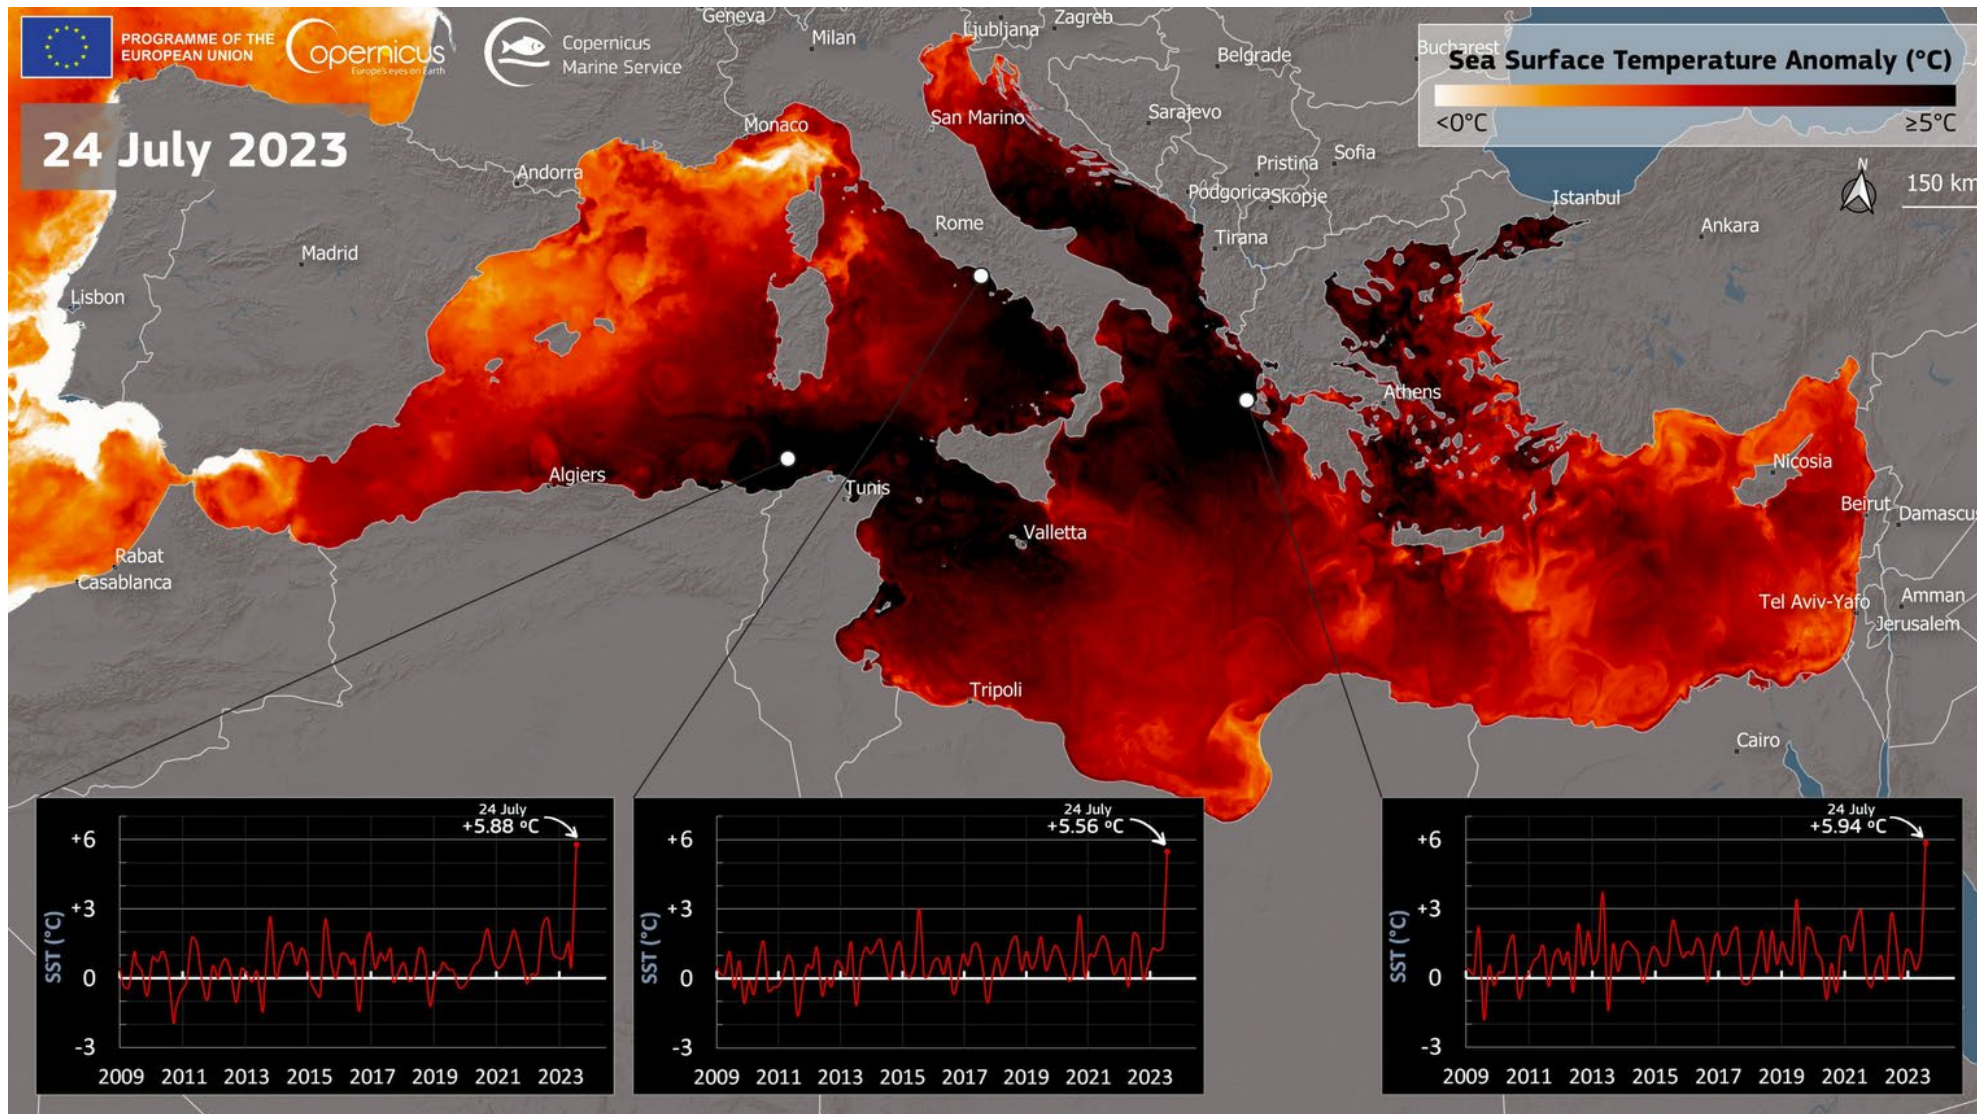 PROGRAMME OF THE
EUROPEAN UNION
Copernicus
Europe's eyes on Earth
Copernicus
Marine Service
24 July 2023
Sea Surface Temperature Anomaly (°C)
<0°C
≥5°C
N
150 km
Geneva
Milan
Ljubljana
Zagreb
Belgrade
Bucharest
Monaco
San Marino
Sarajevo
Andorra
Pristina
Sofia
Podgorica
Skopje
Istanbul
Madrid
Rome
Tirana
Ankara
Lisbon
Athens
Algiers
Tunis
Nicosia
Valletta
Beirut
Damascus
Rabat
Casablanca
Tel Aviv-Yafo
Amman
Jerusalem
Tripoli
Cairo
24 July
+5.88 °C
+6
+3
0
-3
SST (°C)
2009 2011 2013 2015 2017 2019 2021 2023
24 July
+5.56 °C
+6
+3
0
-3
SST (°C)
2009 2011 2013 2015 2017 2019 2021 2023
24 July
+5.94 °C
+6
+3
0
-3
SST (°C)
2009 2011 2013 2015 2017 2019 2021 2023